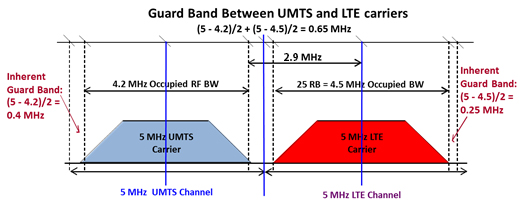 Guard Band Between UMTS and LTE carriers
(5 - 4.2)/2 + (5 - 4.5)/2 = 0.65 MHz
2.9 MHz
Inherent
Guard Band:
(5 - 4.2)/2 =
0.4 MHz
4.2 MHz Occupied RF BW
25 RB = 4.5 MHz Occupied BW
Inherent
Guard Band:
(5 - 4.5)/2 =
0.25 MHz
5 MHz UMTS
Carrier
5 MHz LTE
Carrier
5 MHz UMTS Channel
5 MHz LTE Channel